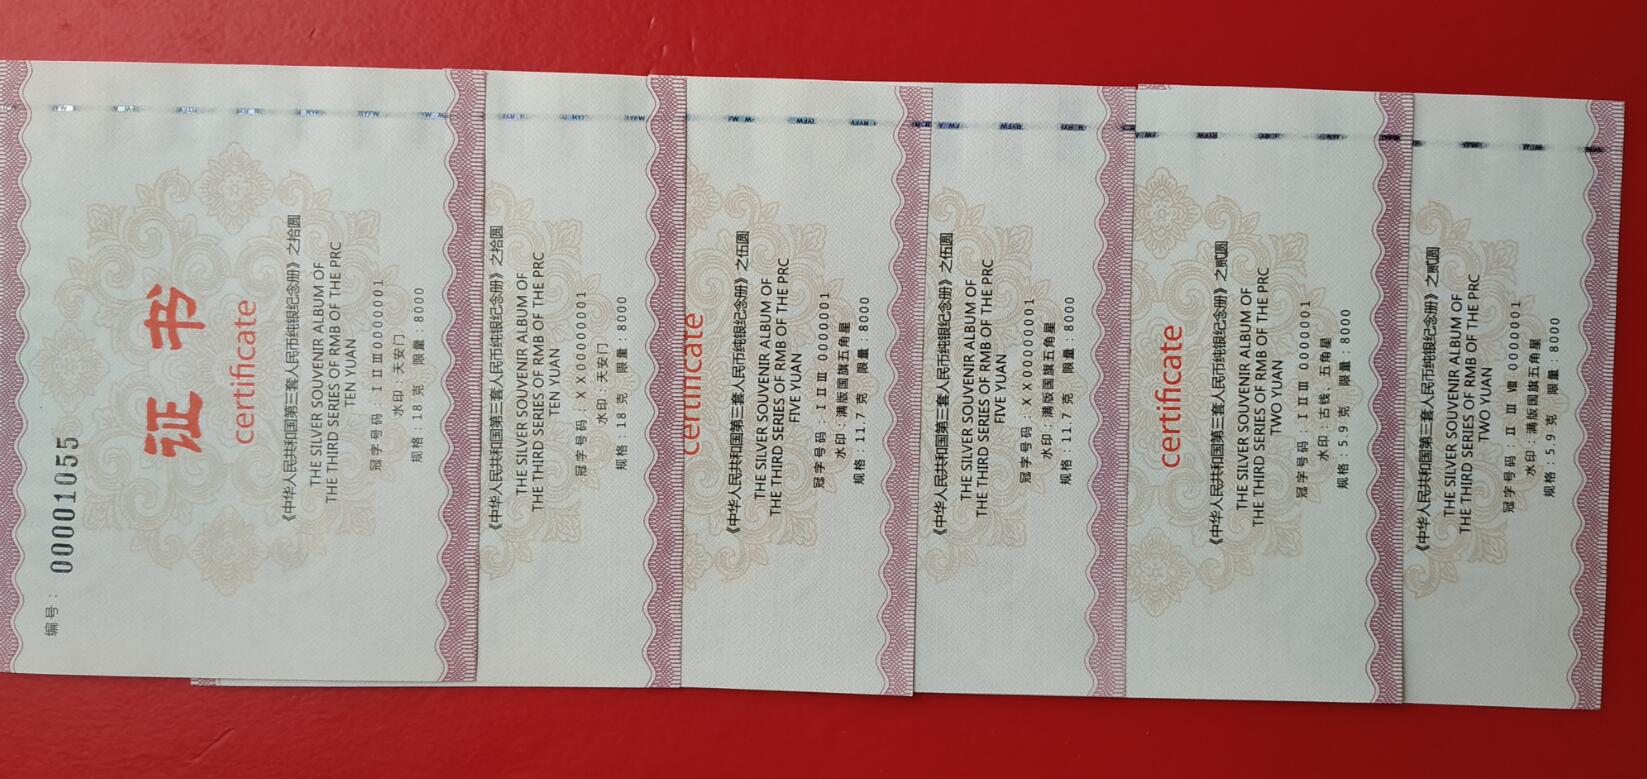 编号： 000010155
证书
certificate
《中华人民共和国第三套人民币纯银纪念册》之拾圆
THE SILVER SOUVENIR ALBUM OF
THE THIRD SERIES OF RMB OF THE PRC
TEN YUAN
冠字号码：Ⅰ Ⅱ Ⅲ 0000001
水印：天安门
规格：18 克 限量：8000
《中华人民共和国第三套人民币纯银纪念册》之拾圆
THE SILVER SOUVENIR ALBUM OF
THE THIRD SERIES OF RMB OF THE PRC
TEN YUAN
冠字号码：Ⅹ Ⅹ 00000001
水印：天安门
规格：18 克 限量：8000
certificate
《中华人民共和国第三套人民币纯银纪念册》之伍圆
THE SILVER SOUVENIR ALBUM OF
THE THIRD SERIES OF RMB OF THE PRC
FIVE YUAN
冠字号码：Ⅰ Ⅱ Ⅲ 0000001
水印：满版国旗五角星
规格：11.7 克 限量：8000
《中华人民共和国第三套人民币纯银纪念册》之伍圆
THE SILVER SOUVENIR ALBUM OF
THE THIRD SERIES OF RMB OF THE PRC
FIVE YUAN
冠字号码：Ⅹ Ⅹ 00000001
水印：满版国旗五角星
规格：11.7 克 限量：8000
certificate
《中华人民共和国第三套人民币纯银纪念册》之贰圆
THE SILVER SOUVENIR ALBUM OF
THE THIRD SERIES OF RMB OF THE PRC
TWO YUAN
冠字号码：Ⅰ Ⅱ Ⅲ 0000001
水印：古钱、五角星
规格：5.9 克 限量：8000
《中华人民共和国第三套人民币纯银纪念册》之贰圆
THE SILVER SOUVENIR ALBUM OF
THE THIRD SERIES OF RMB OF THE PRC
TWO YUAN
冠字号码：Ⅱ Ⅲ Ⅷ 0000001
水印：满版国旗五角星
规格：5.9 克 限量：8000